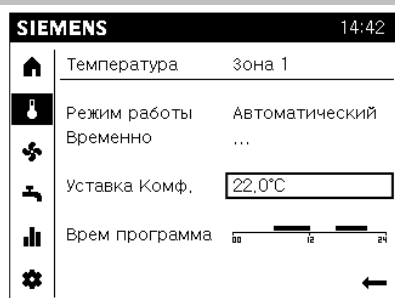 SIEMENS 14:42
Температура Зона 1
Режим работы Автоматический
Временно ...
Уставка Комф. 22,0°C
Врем программа
00 12 24